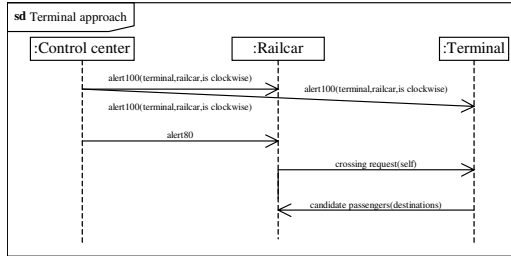 sd Terminal approach
:Control center
:Railcar
:Terminal
alert100(terminal,railcar,is clockwise)
alert100(terminal,railcar,is clockwise)
alert100(terminal,railcar,is clockwise)
alert80
crossing request(self)
candidate passengers(destinations)